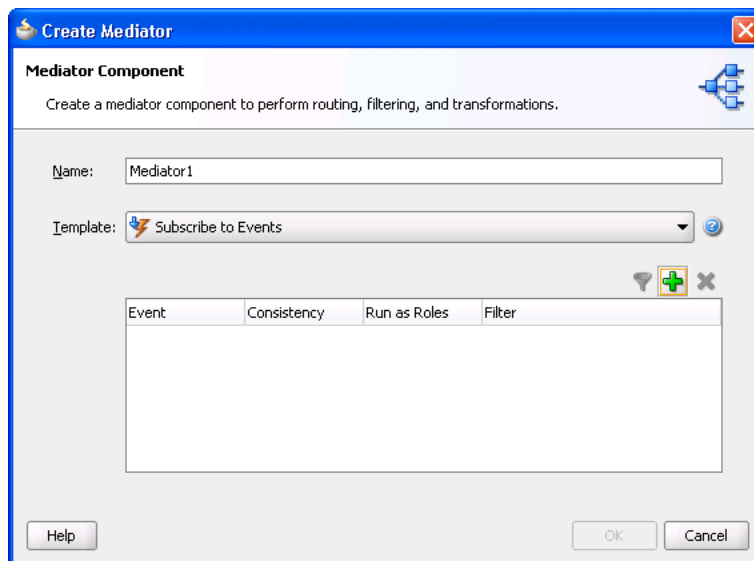 Create Mediator
Mediator Component
Create a mediator component to perform routing, filtering, and transformations.
Name: Mediator1
Template: Subscribe to Events
Event Consistency Run as Roles Filter
Help OK Cancel